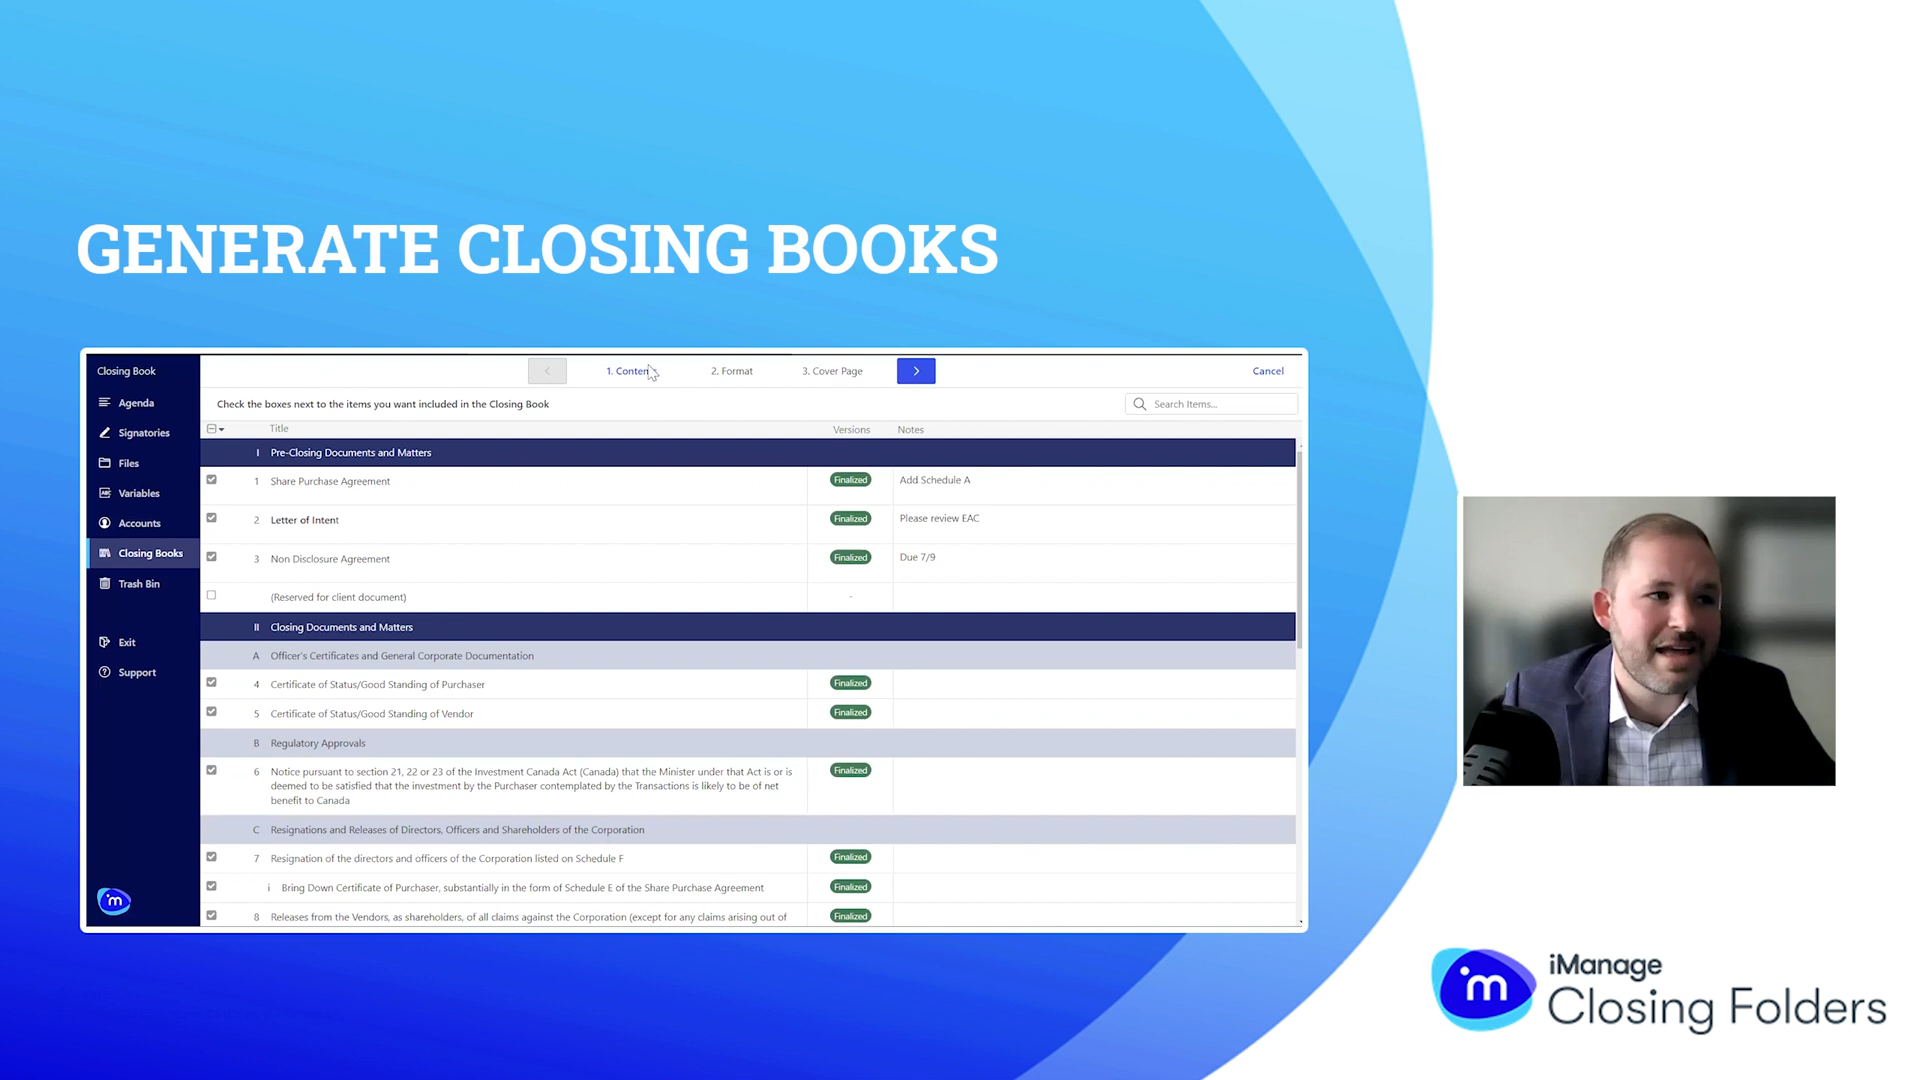 GENERATE CLOSING BOOKS
Closing Book
1. Conten
2. Format
3. Cover Page
Cancel
Agenda
Signatories
Files
Variables
Accounts
Closing Books
Trash Bin
Exit
Support
Check the boxes next to the items you want included in the Closing Book
Search Items...
Title Versions Notes
I Pre-Closing Documents and Matters
1 Share Purchase Agreement Finalized Add Schedule A
2 Letter of Intent Finalized Please review EAC
3 Non Disclosure Agreement Finalized Due 7/9
(Reserved for client document) -
II Closing Documents and Matters
A Officer's Certificates and General Corporate Documentation
4 Certificate of Status/Good Standing of Purchaser Finalized
5 Certificate of Status/Good Standing of Vendor Finalized
B Regulatory Approvals
6 Notice pursuant to section 21, 22 or 23 of the Investment Canada Act (Canada) that the Minister under that Act is or is Finalized
deemed to be satisfied that the investment by the Purchaser contemplated by the Transactions is likely to be of net
benefit to Canada
C Resignations and Releases of Directors, Officers and Shareholders of the Corporation
7 Resignation of the directors and officers of the Corporation listed on Schedule F Finalized
i Bring Down Certificate of Purchaser, substantially in the form of Schedule E of the Share Purchase Agreement Finalized
8 Releases from the Vendors, as shareholders, of all claims against the Corporation (except for any claims arising out of Finalized
m
m
iManage
Closing Folders